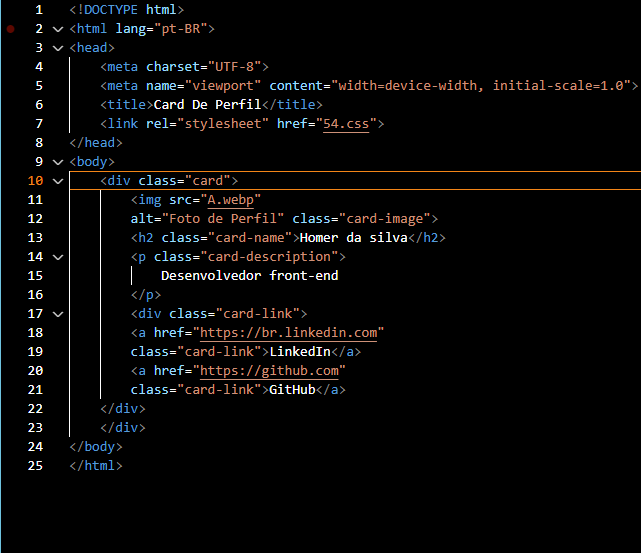 1 <!DOCTYPE html>
2 <html lang="pt-BR">
3 <head>
4 <meta charset="UTF-8">
5 <meta name="viewport" content="width=device-width, initial-scale=1.0">
6 <title>Card De Perfil</title>
7 <link rel="stylesheet" href="54.css">
8 </head>
9 <body>
10 <div class="card">
11 <img src="A.webp"
12 alt="Foto de Perfil" class="card-image">
13 <h2 class="card-name">Homer da silva</h2>
14 <p class="card-description">
15 Desenvolvedor front-end
16 </p>
17 <div class="card-link">
18 <a href="https://br.linkedin.com"
19 class="card-link">LinkedIn</a>
20 <a href="https://github.com"
21 class="card-link">GitHub</a>
22 </div>
23 </div>
24 </body>
25 </html>